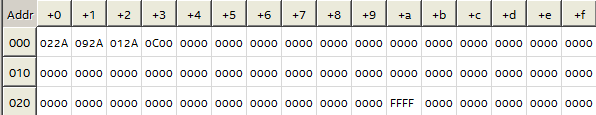 Addr +0 +1 +2 +3 +4 +5 +6 +7 +8 +9 +a +b +c +d +e +f
000 022A 092A 012A 0C00 0000 0000 0000 0000 0000 0000 0000 0000 0000 0000 0000 0000
010 0000 0000 0000 0000 0000 0000 0000 0000 0000 0000 0000 0000 0000 0000 0000 0000
020 0000 0000 0000 0000 0000 0000 0000 0000 0000 0000 FFFF 0000 0000 0000 0000 0000